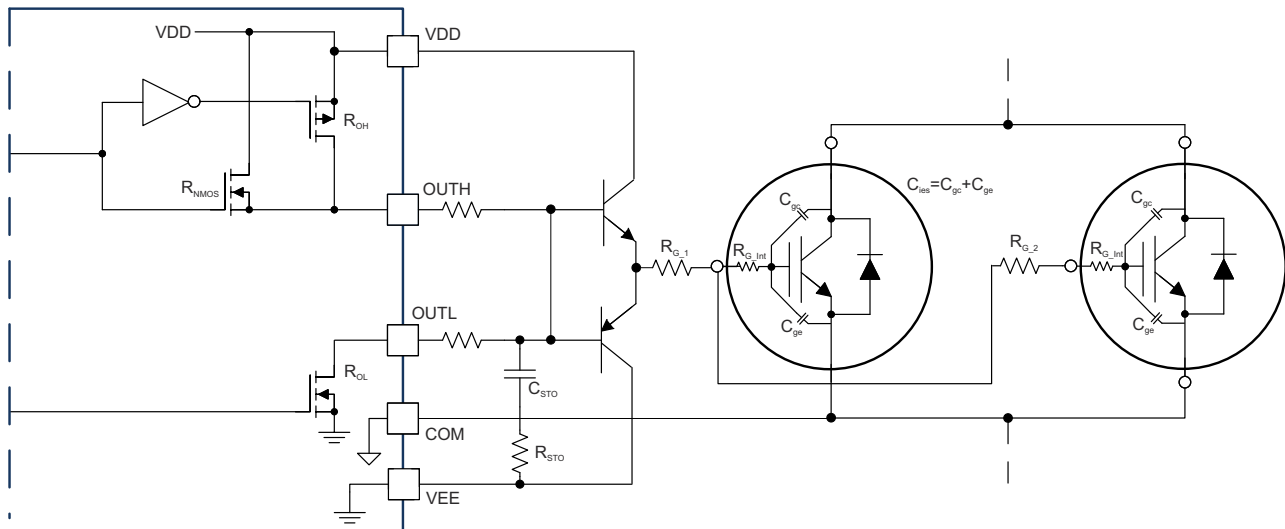 VDD
VDD
R_OH
R_NMOS
OUTH
C_ies=C_gc+C_ge
C_gc
C_gc
R_G_1
R_G_Int
R_G_2
R_G_Int
C_ge
C_ge
OUTL
R_OL
C_STO
COM
R_STO
VEE